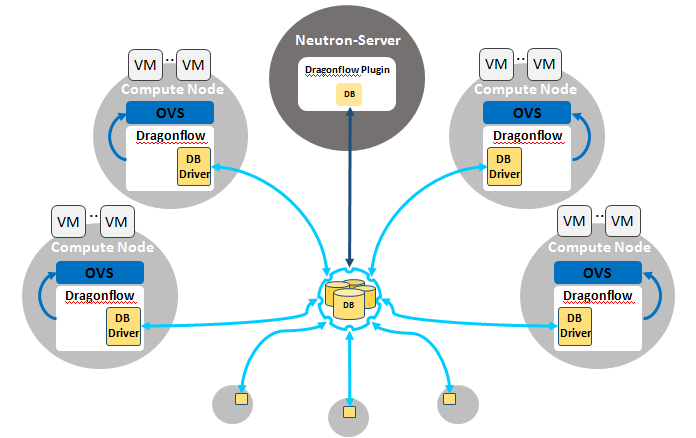 Neutron-Server
Dragonflow Plugin
DB
VM ·· VM
Compute Node
OVS
Dragonflow
DB
Driver
VM ·· VM
Compute Node
OVS
Dragonflow
DB
Driver
VM ·· VM
Compute Node
OVS
Dragonflow
DB
Driver
VM ·· VM
Compute Node
OVS
Dragonflow
DB
Driver
DB